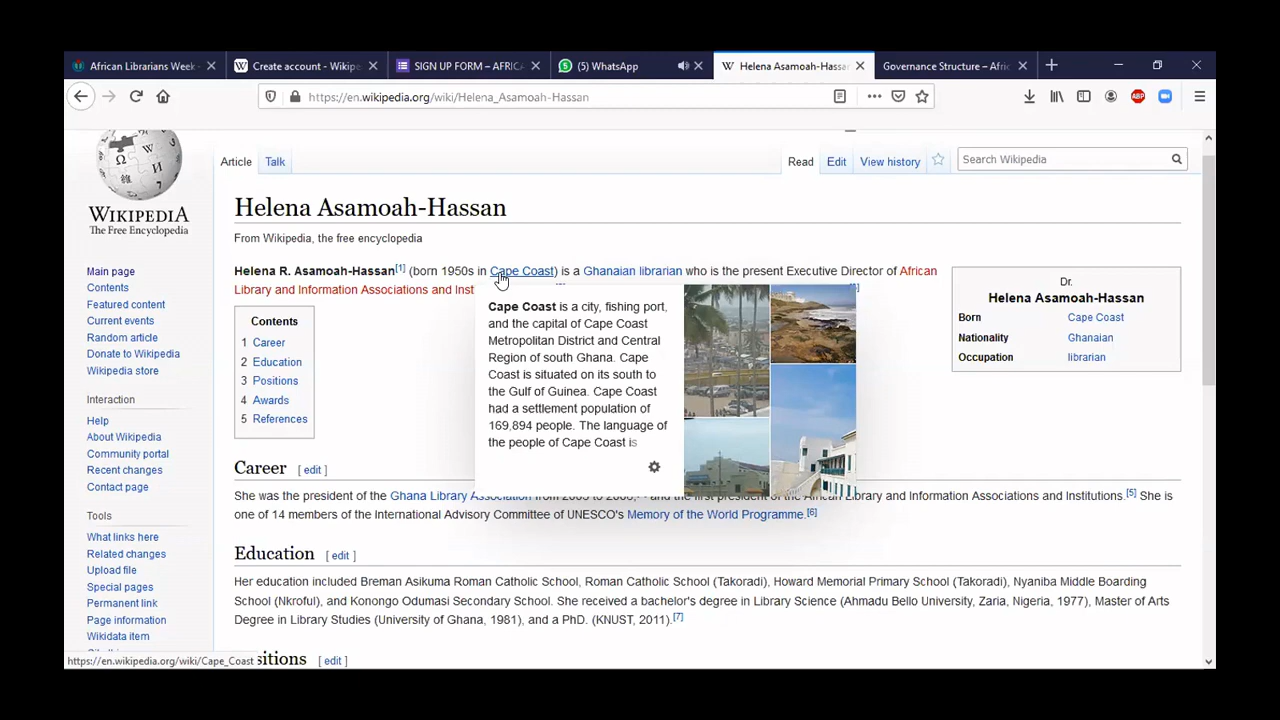 African Librarians Week -
Create account - Wikipe
SIGN UP FORM – AFRICA
(5) WhatsApp
Helena Asamoah-Hassan
Governance Structure – Afri
https://en.wikipedia.org/wiki/Helena_Asamoah-Hassan
ABP
WIKIPEDIA
The Free Encyclopedia
Article Talk
Read Edit View history
Search Wikipedia
Helena Asamoah-Hassan
From Wikipedia, the free encyclopedia
Helena R. Asamoah-Hassan[1] (born 1950s in Cape Coast) is a Ghanaian librarian who is the present Executive Director of African
Library and Information Associations and Inst
Cape Coast is a city, fishing port,
and the capital of Cape Coast
Metropolitan District and Central
Region of south Ghana. Cape
Coast is situated on its south to
the Gulf of Guinea. Cape Coast
had a settlement population of
169,894 people. The language of
the people of Cape Coast is
Dr.
Helena Asamoah-Hassan
Born Cape Coast
Nationality Ghanaian
Occupation librarian
Contents
1 Career
2 Education
3 Positions
4 Awards
5 References
Career [ edit ]
She was the president of the Ghana Library Association from and the first president of the African Library and Information Associations and Institutions.[5] She is
one of 14 members of the International Advisory Committee of UNESCO's Memory of the World Programme.[6]
Education [ edit ]
Her education included Breman Asikuma Roman Catholic School, Roman Catholic School (Takoradi), Howard Memorial Primary School (Takoradi), Nyaniba Middle Boarding
School (Nkroful), and Konongo Odumasi Secondary School. She received a bachelor's degree in Library Science (Ahmadu Bello University, Zaria, Nigeria, 1977), Master of Arts
Degree in Library Studies (University of Ghana, 1981), and a PhD. (KNUST, 2011).[7]
sitions [ edit ]
Main page
Contents
Featured content
Current events
Random article
Donate to Wikipedia
Wikipedia store
Interaction
Help
About Wikipedia
Community portal
Recent changes
Contact page
Tools
What links here
Related changes
Upload file
Special pages
Permanent link
Page information
Wikidata item
https://en.wikipedia.org/wiki/Cape_Coast